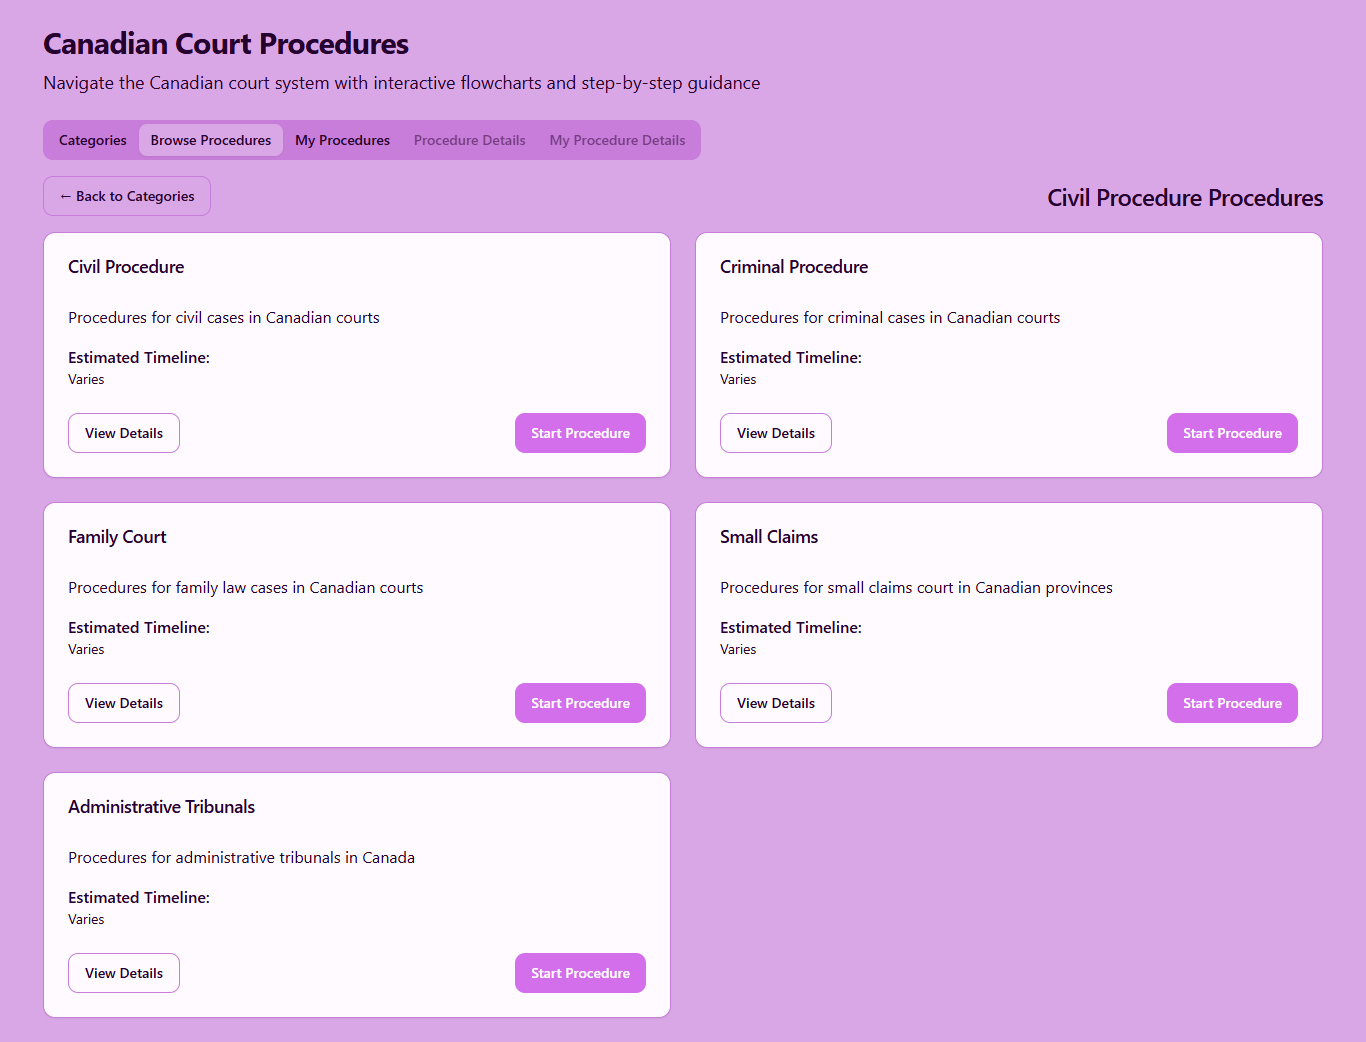 Canadian Court Procedures
Navigate the Canadian court system with interactive flowcharts and step-by-step guidance
Categories Browse Procedures My Procedures Procedure Details My Procedure Details
← Back to Categories
Civil Procedure Procedures
Civil Procedure
Procedures for civil cases in Canadian courts
Estimated Timeline:
Varies
View Details Start Procedure
Criminal Procedure
Procedures for criminal cases in Canadian courts
Estimated Timeline:
Varies
View Details Start Procedure
Family Court
Procedures for family law cases in Canadian courts
Estimated Timeline:
Varies
View Details Start Procedure
Small Claims
Procedures for small claims court in Canadian provinces
Estimated Timeline:
Varies
View Details Start Procedure
Administrative Tribunals
Procedures for administrative tribunals in Canada
Estimated Timeline:
Varies
View Details Start Procedure